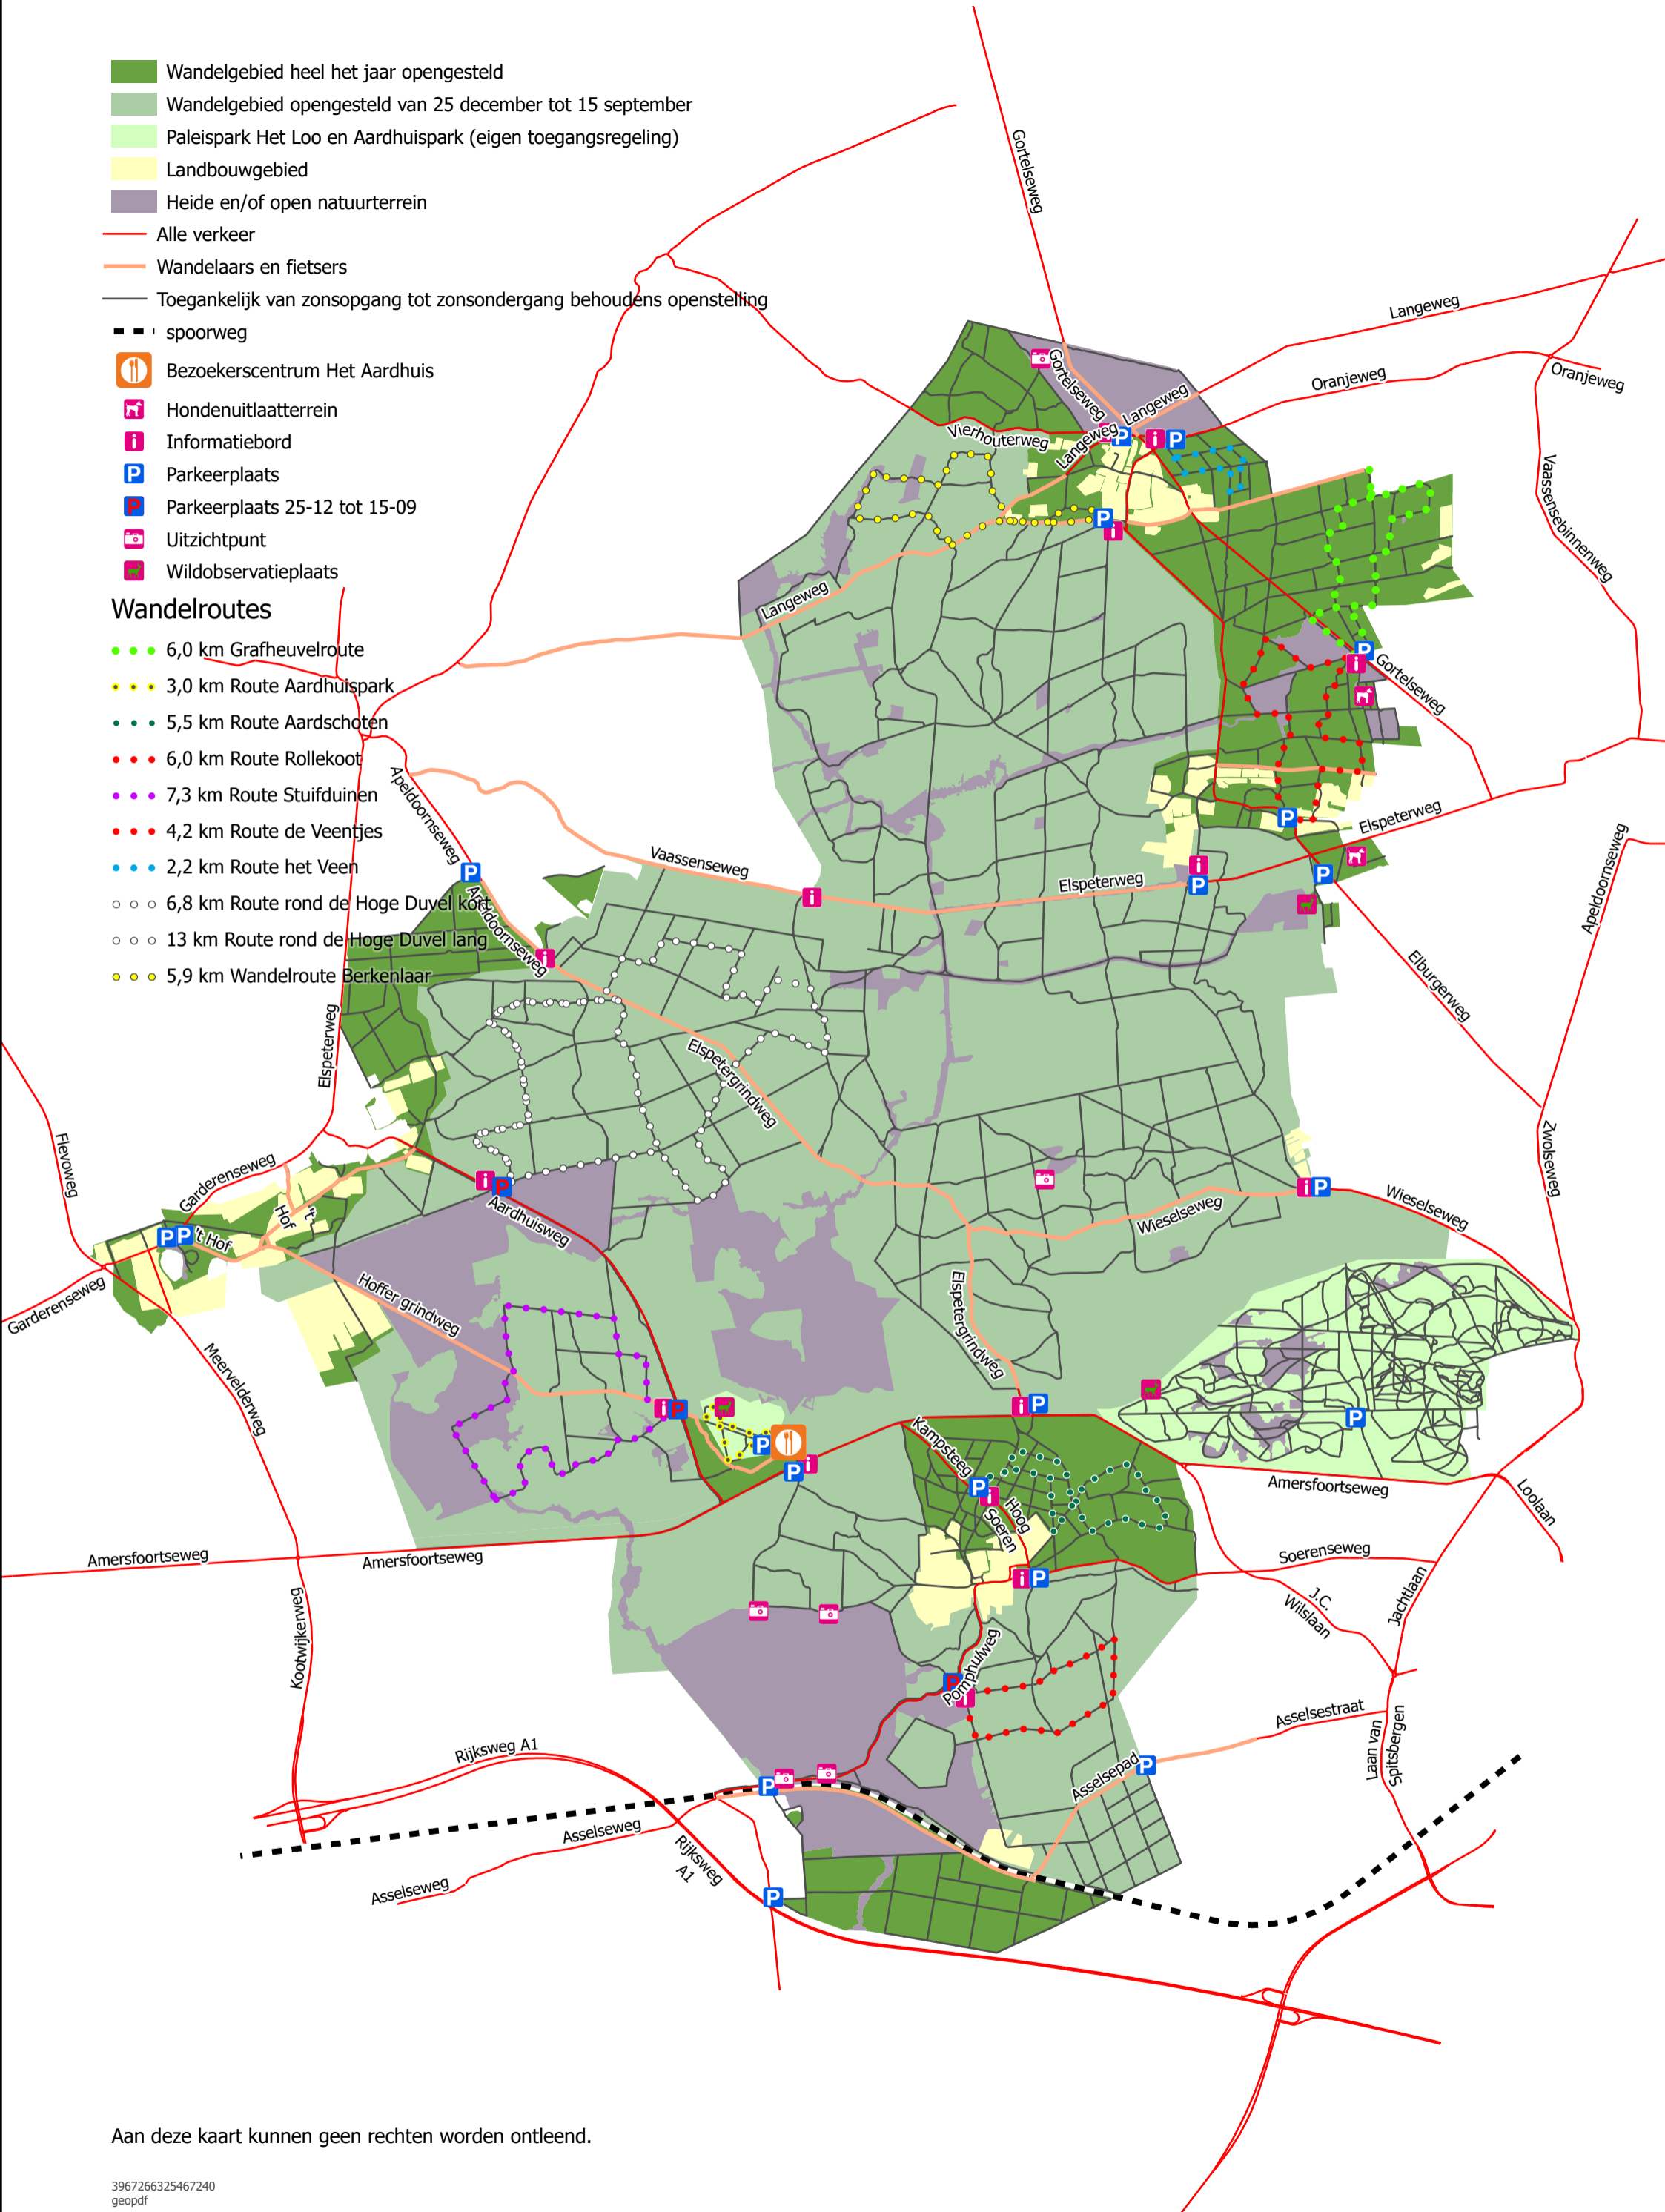 Wandelgebied heel het jaar opengesteld
Wandelgebied opengesteld van 25 december tot 15 september
Paleispark Het Loo en Aardhuispark (eigen toegangsregeling)
Landbouwgebied
Heide en/of open natuurterrein
Alle verkeer
Wandelaars en fietsers
Toegankelijk van zonsopgang tot zonsondergang behoudens openstelling
spoorweg
Bezoekerscentrum Het Aardhuis
Hondenuitlaatterrein
Informatiebord
Parkeerplaats
Parkeerplaats 25-12 tot 15-09
Uitzichtpunt
Wildobservatieplaats
Wandelroutes
6,0 km Grafheuvelroute
3,0 km Route Aardhuispark
5,5 km Route Aardschoten
6,0 km Route Rollekoot
7,3 km Route Stuifduinen
4,2 km Route de Veentjes
2,2 km Route het Veen
6,8 km Route rond de Hoge Duvel kort
13 km Route rond de Hoge Duvel lang
5,9 km Wandelroute Berkenlaar
Gortelseweg
Langeweg
Oranjeweg
Oranjeweg
Gortelseweg
Langeweg
Vierhouterweg
Langeweg
Vaassensebinnenweg
Langeweg
Gortelseweg
Apeldoornseweg
Elspeterweg
Vaassenseweg
Elspeterweg
Apeldoornseweg
Apeldoornseweg
Elburgerweg
Elspeterweg
Elspetergrindweg
Flevoweg
Garderenseweg
Zwolseweg
Wieselseweg
Wieselseweg
Hof
't
't Hof
Aardhuisweg
Garderenseweg
Hoffer grindweg
Elspetergrindweg
Meervelderweg
Kampsteeg
Amersfoortseweg
Loolaan
Hoog
Soeren
Amersfoortseweg
Amersfoortseweg
Soerenseweg
J.C.
Wilslaan
Jachtlaan
Kootwijkerweg
Pomphulweg
Asselsestraat
Laan van
Spitsbergen
Rijksweg A1
Asselsepad
Asselseweg
Rijksweg
A1
Asselseweg
Aan deze kaart kunnen geen rechten worden ontleend.
3967266325467240
geopdf